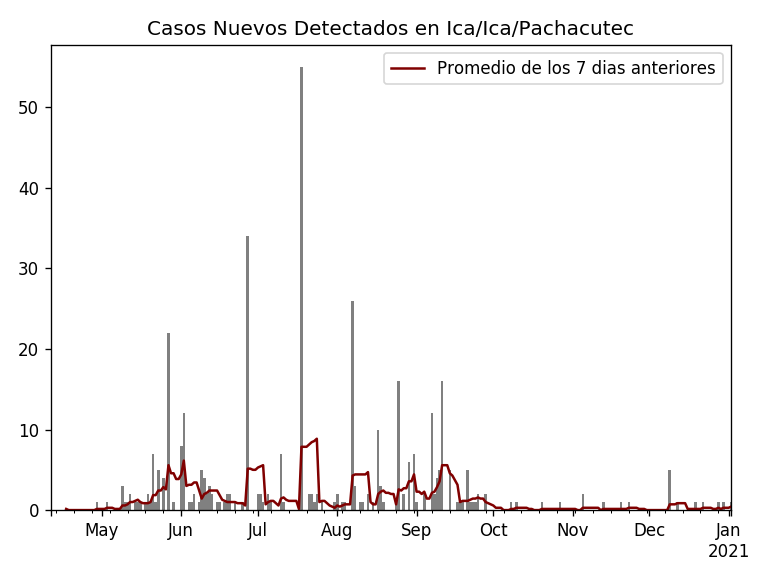 Casos Nuevos Detectados en Ica/Ica/Pachacutec
Promedio de los 7 dias anteriores
50
40
30
20
10
0
May Jun Jul Aug Sep Oct Nov Dec Jan
2021